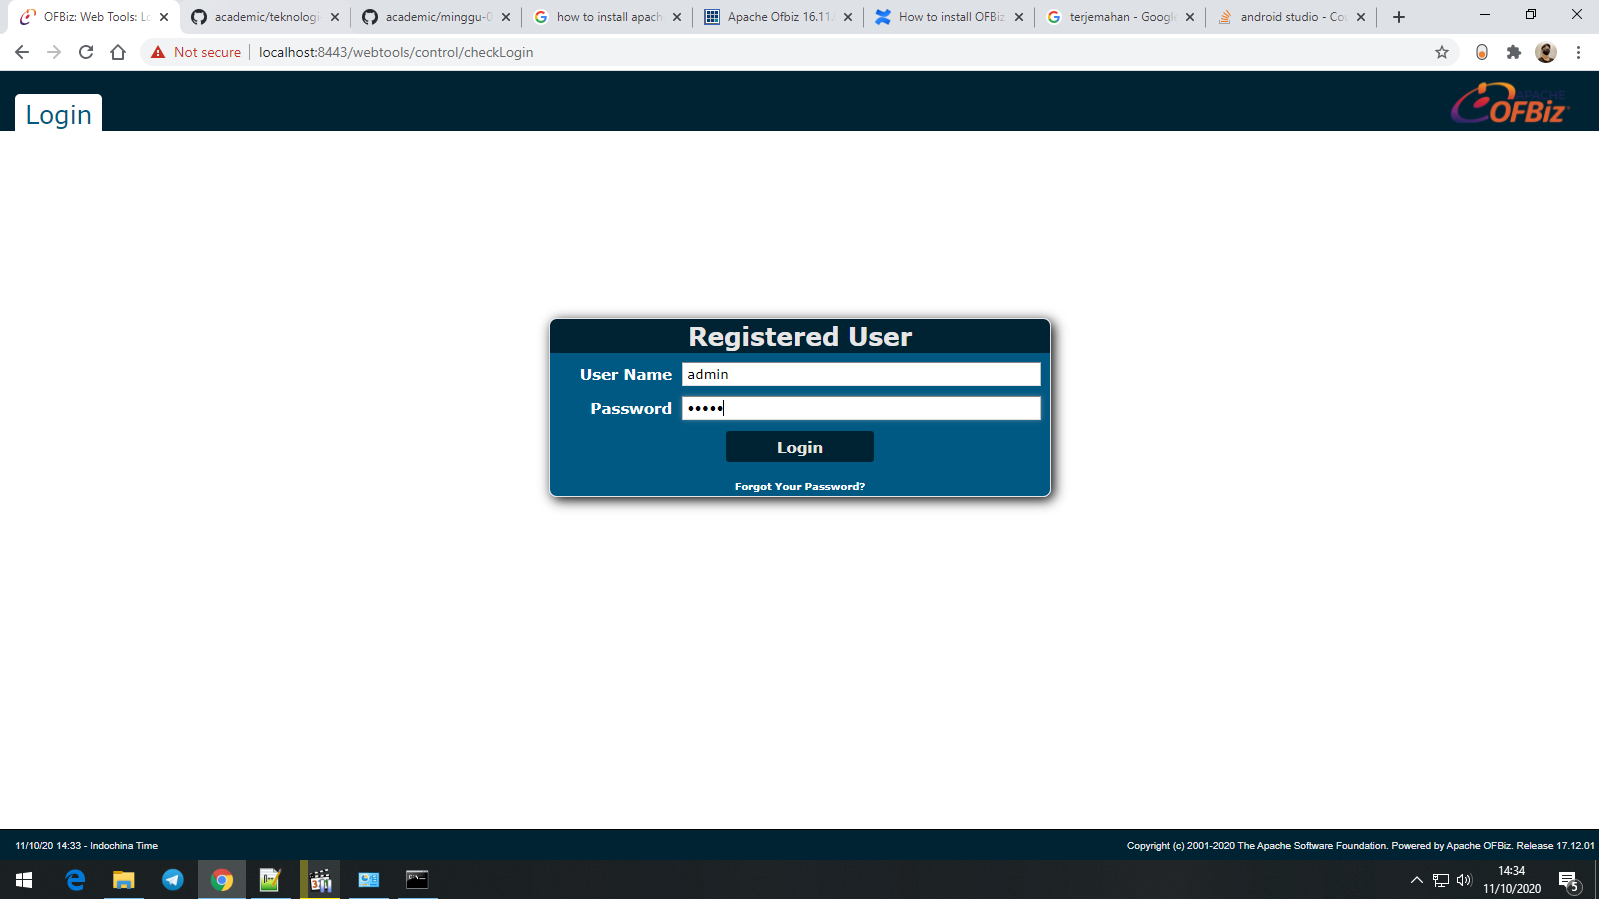 OFBiz: Web Tools: Lo
academic/teknologi
academic/minggu-0
how to install apach
Apache Ofbiz 16.11.
How to install OFBiz
terjemahan - Google
android studio - Cou
Not secure
localhost:8443/webtools/control/checkLogin
Login
APACHE
OFBiz
Registered User
User Name
admin
Password
•••••
Login
Forgot Your Password?
11/10/20 14:33 - Indochina Time
Copyright (c) 2001-2020 The Apache Software Foundation. Powered by Apache OFBiz. Release 17.12.01
14:34
11/10/2020
5